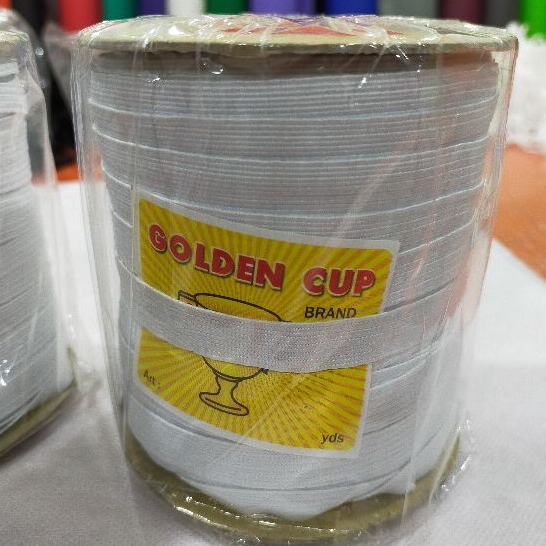 GOLDEN CUP
BRAND
Art :
yds